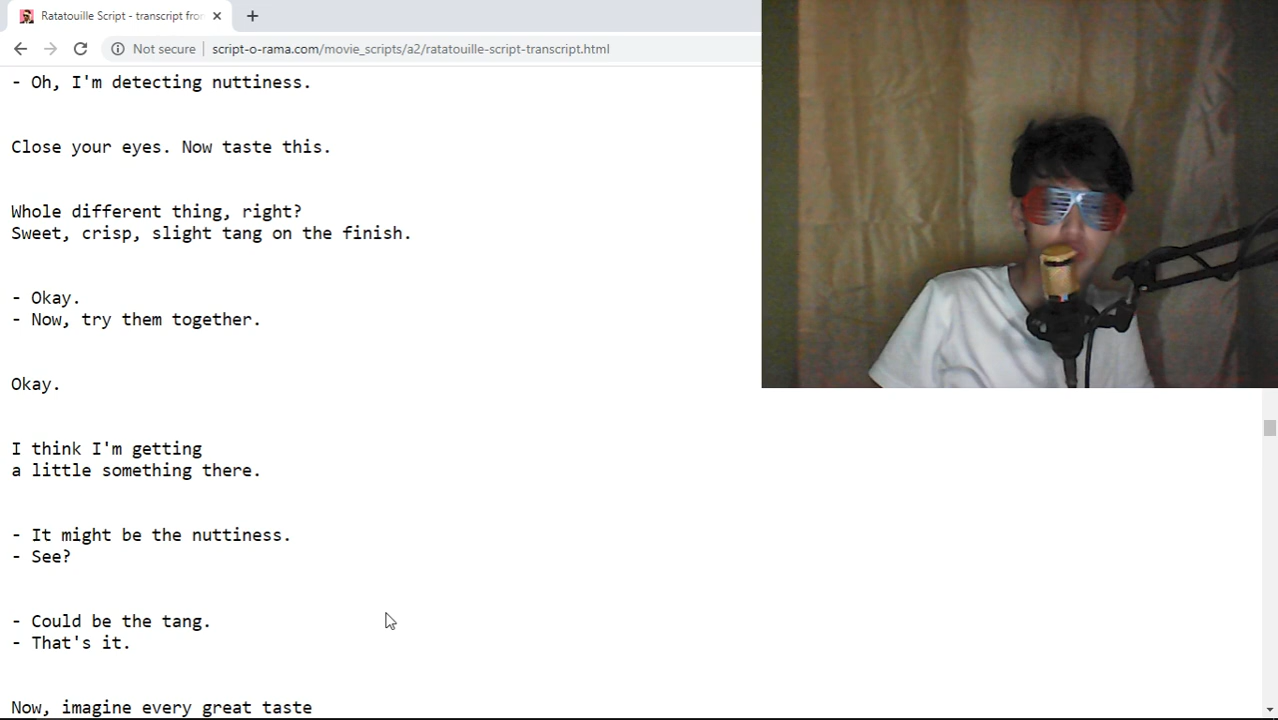 Ratatouille Script - transcript from
Not secure
script-o-rama.com/movie_scripts/a2/ratatouille-script-transcript.html
- Oh, I'm detecting nuttiness.
Close your eyes. Now taste this.
Whole different thing, right?
Sweet, crisp, slight tang on the finish.
- Okay.
- Now, try them together.
Okay.
I think I'm getting
a little something there.
- It might be the nuttiness.
- See?
- Could be the tang.
- That's it.
Now, imagine every great taste